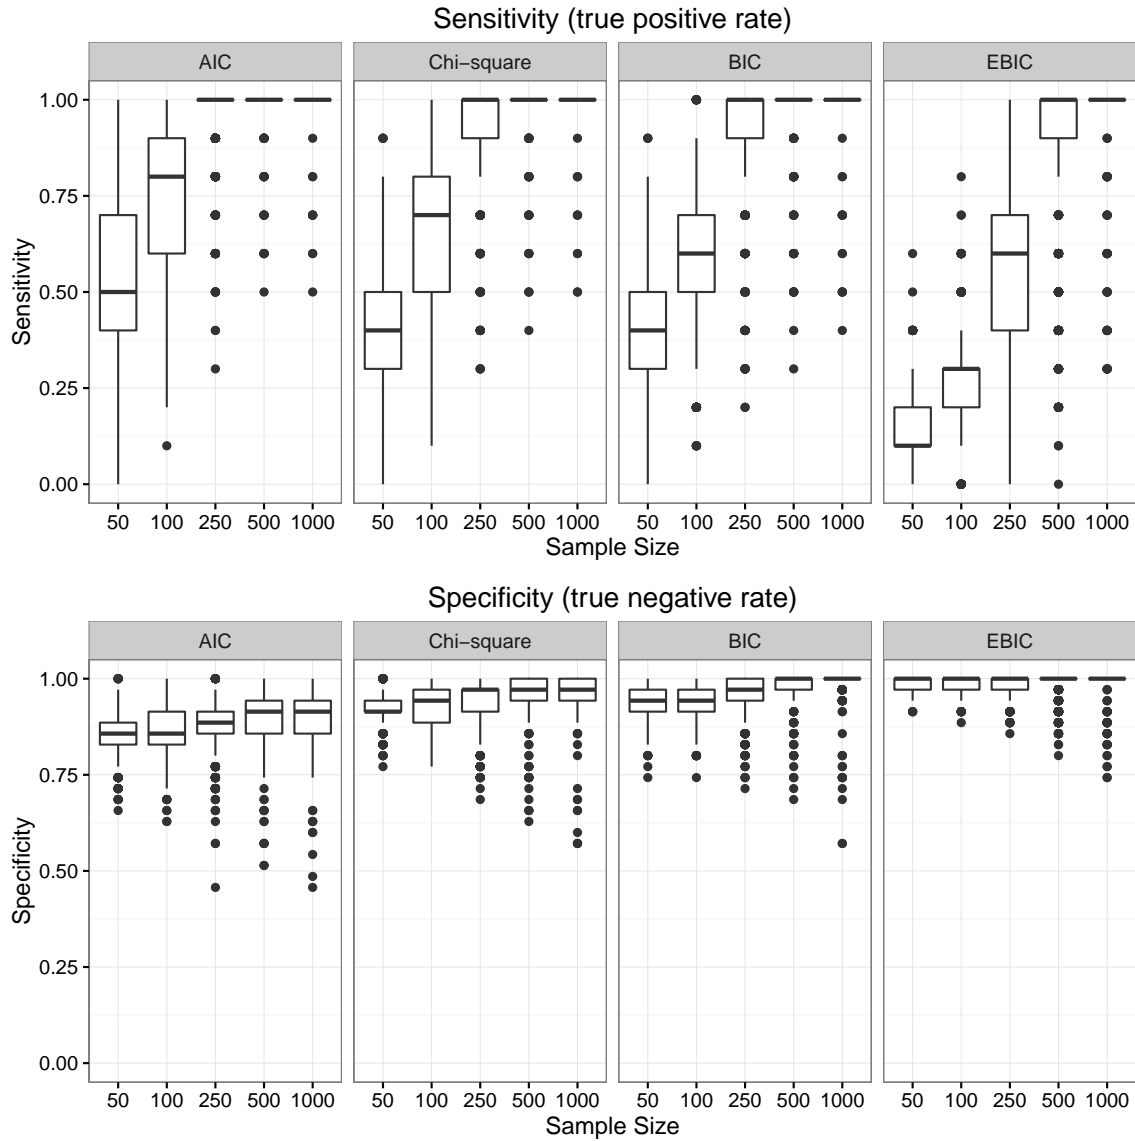 Sensitivity (true positive rate)
AIC Chi−square BIC EBIC
1.00
0.75
0.50
0.25
0.00
Sensitivity
50 100 250 500 1000 50 100 250 500 1000 50 100 250 500 1000 50 100 250 500 1000
Sample Size
Specificity (true negative rate)
AIC Chi−square BIC EBIC
1.00
0.75
0.50
0.25
0.00
Specificity
50 100 250 500 1000 50 100 250 500 1000 50 100 250 500 1000 50 100 250 500 1000
Sample Size